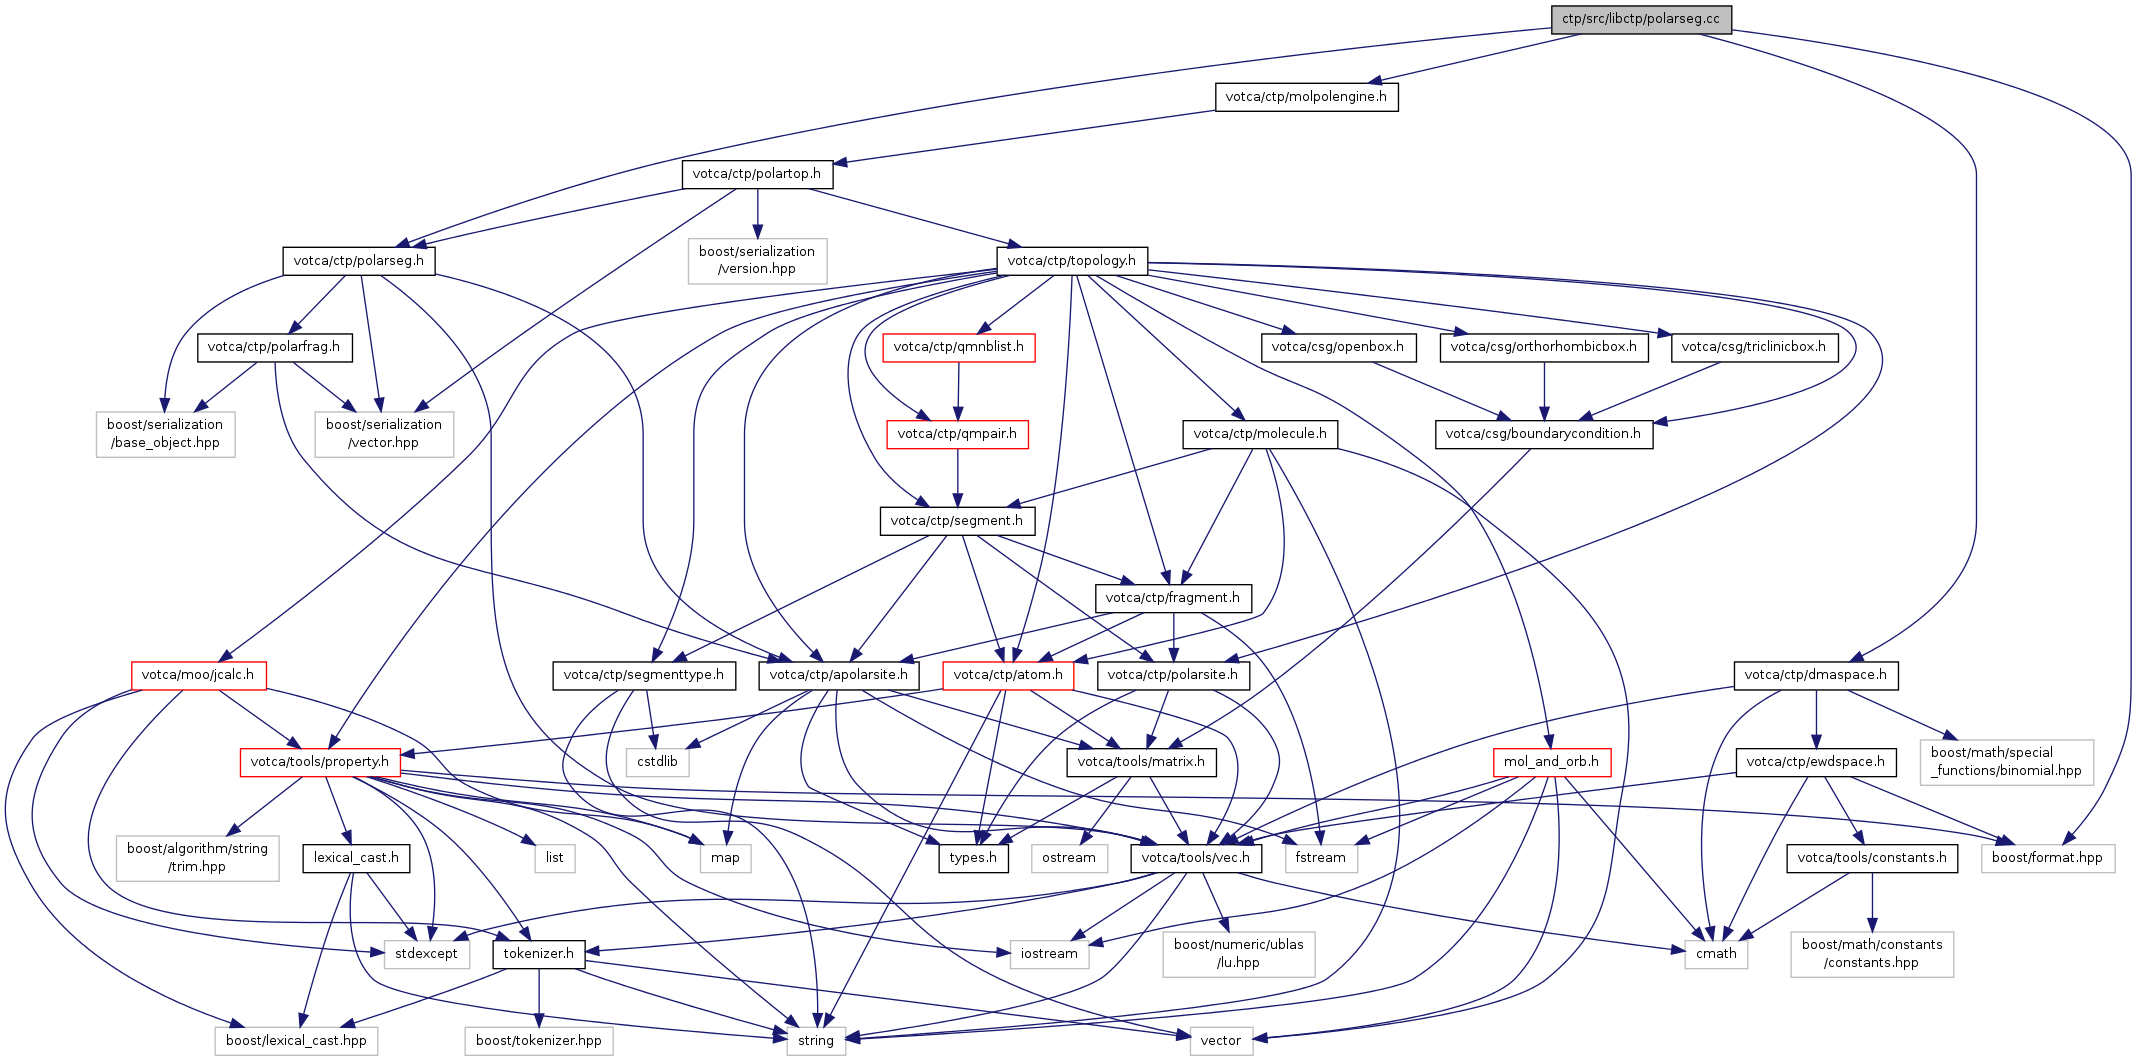 ctp/src/libctp/polarseg.cc
votca/ctp/molpolengine.h
votca/ctp/polartop.h
votca/ctp/polarseg.h
boost/serialization
/version.hpp
votca/ctp/topology.h
votca/ctp/polarfrag.h
votca/ctp/qmnblist.h
votca/csg/openbox.h
votca/csg/orthorhombicbox.h
votca/csg/triclinicbox.h
boost/serialization
/base_object.hpp
boost/serialization
/vector.hpp
votca/ctp/qmpair.h
votca/ctp/molecule.h
votca/csg/boundarycondition.h
votca/ctp/segment.h
votca/ctp/fragment.h
votca/moo/jcalc.h
votca/ctp/segmenttype.h
votca/ctp/apolarsite.h
votca/ctp/atom.h
votca/ctp/polarsite.h
votca/ctp/dmaspace.h
votca/tools/property.h
cstdlib
votca/tools/matrix.h
mol_and_orb.h
votca/ctp/ewdspace.h
boost/math/special
_functions/binomial.hpp
boost/algorithm/string
/trim.hpp
lexical_cast.h
list
map
types.h
ostream
votca/tools/vec.h
fstream
votca/tools/constants.h
boost/format.hpp
stdexcept
tokenizer.h
iostream
boost/numeric/ublas
/lu.hpp
cmath
boost/math/constants
/constants.hpp
boost/lexical_cast.hpp
boost/tokenizer.hpp
string
vector